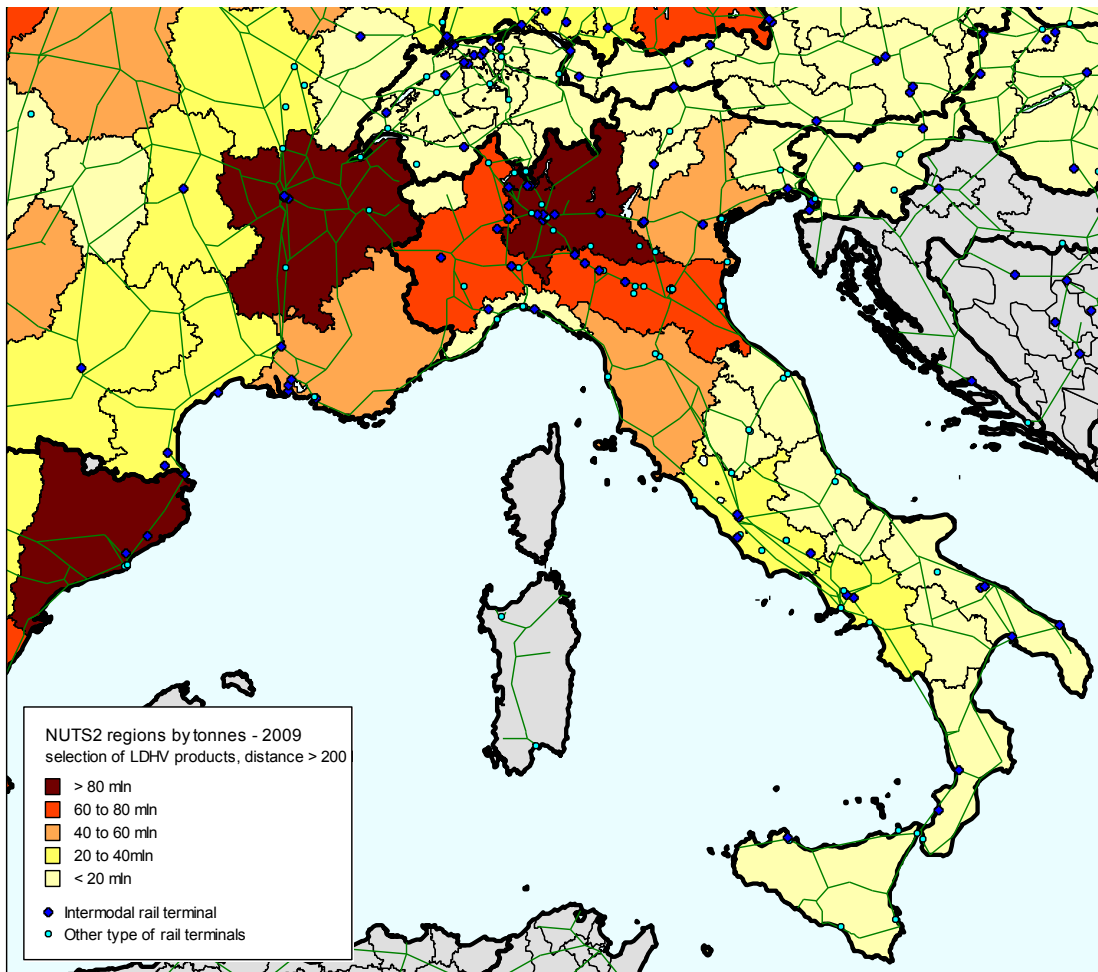 NUTS2 regions by tonnes - 2009
selection of LDHV products, distance > 200
> 80 mln
60 to 80 mln
40 to 60 mln
20 to 40mln
< 20 mln
Intermodal rail terminal
Other type of rail terminals